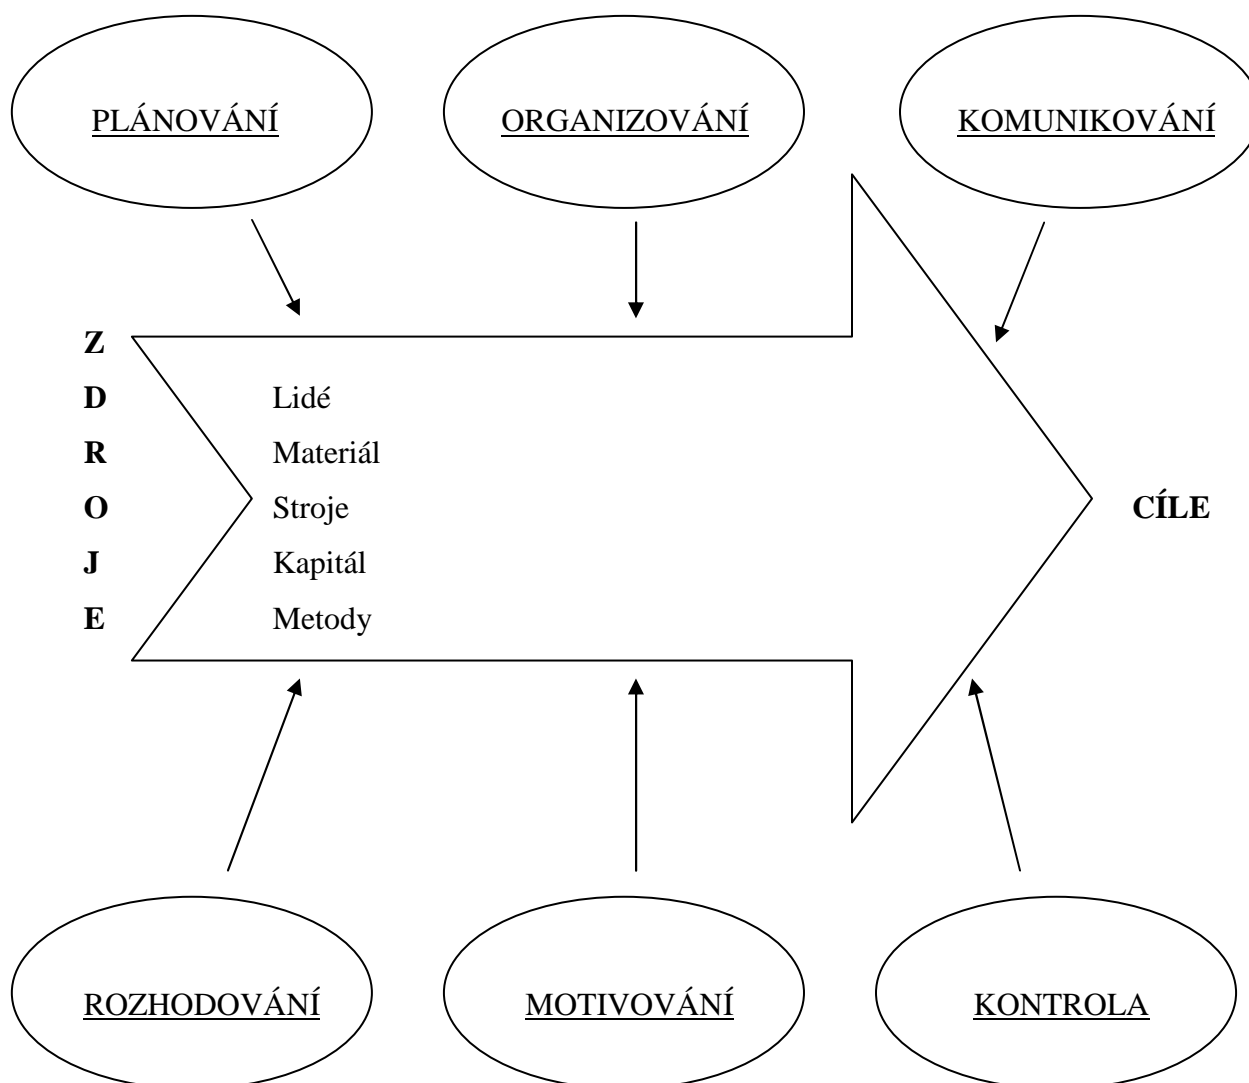 PLÁNOVÁNÍ
ORGANIZOVÁNÍ
KOMUNIKOVÁNÍ
Z
D
R
O
J
E
Lidé
Materiál
Stroje
Kapitál
Metody
CÍLE
ROZHODOVÁNÍ
MOTIVOVÁNÍ
KONTROLA